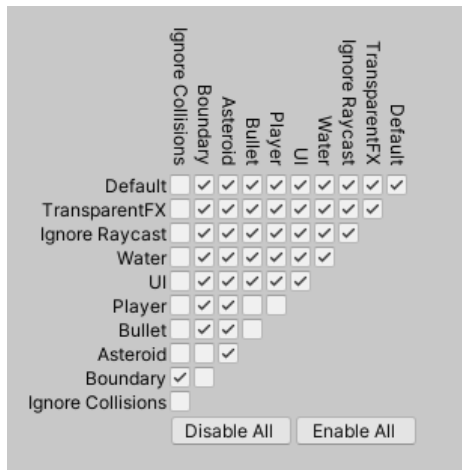 Ignore Collisions
Boundary
Asteroid
Bullet
Player
UI
Water
Ignore Raycast
TransparentFX
Default
Default
TransparentFX
Ignore Raycast
Water
UI
Player
Bullet
Asteroid
Boundary
Ignore Collisions
Disable All Enable All